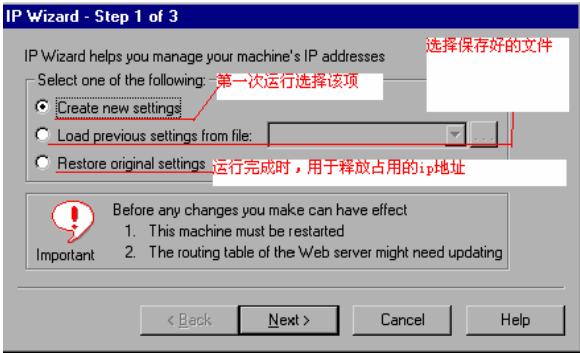 IP Wizard - Step 1 of 3
IP Wizard helps you manage your machine's IP addresses
选择保存好的文件
Select one of the following:
第一次运行选择该项
Create new settings
Load previous settings from file:
...
Restore original settings
运行完成时，用于释放占用的ip地址
Before any changes you make can have effect
1. This machine must be restarted
2. The routing table of the Web server might need updating
Important
< Back
Next >
Cancel
Help